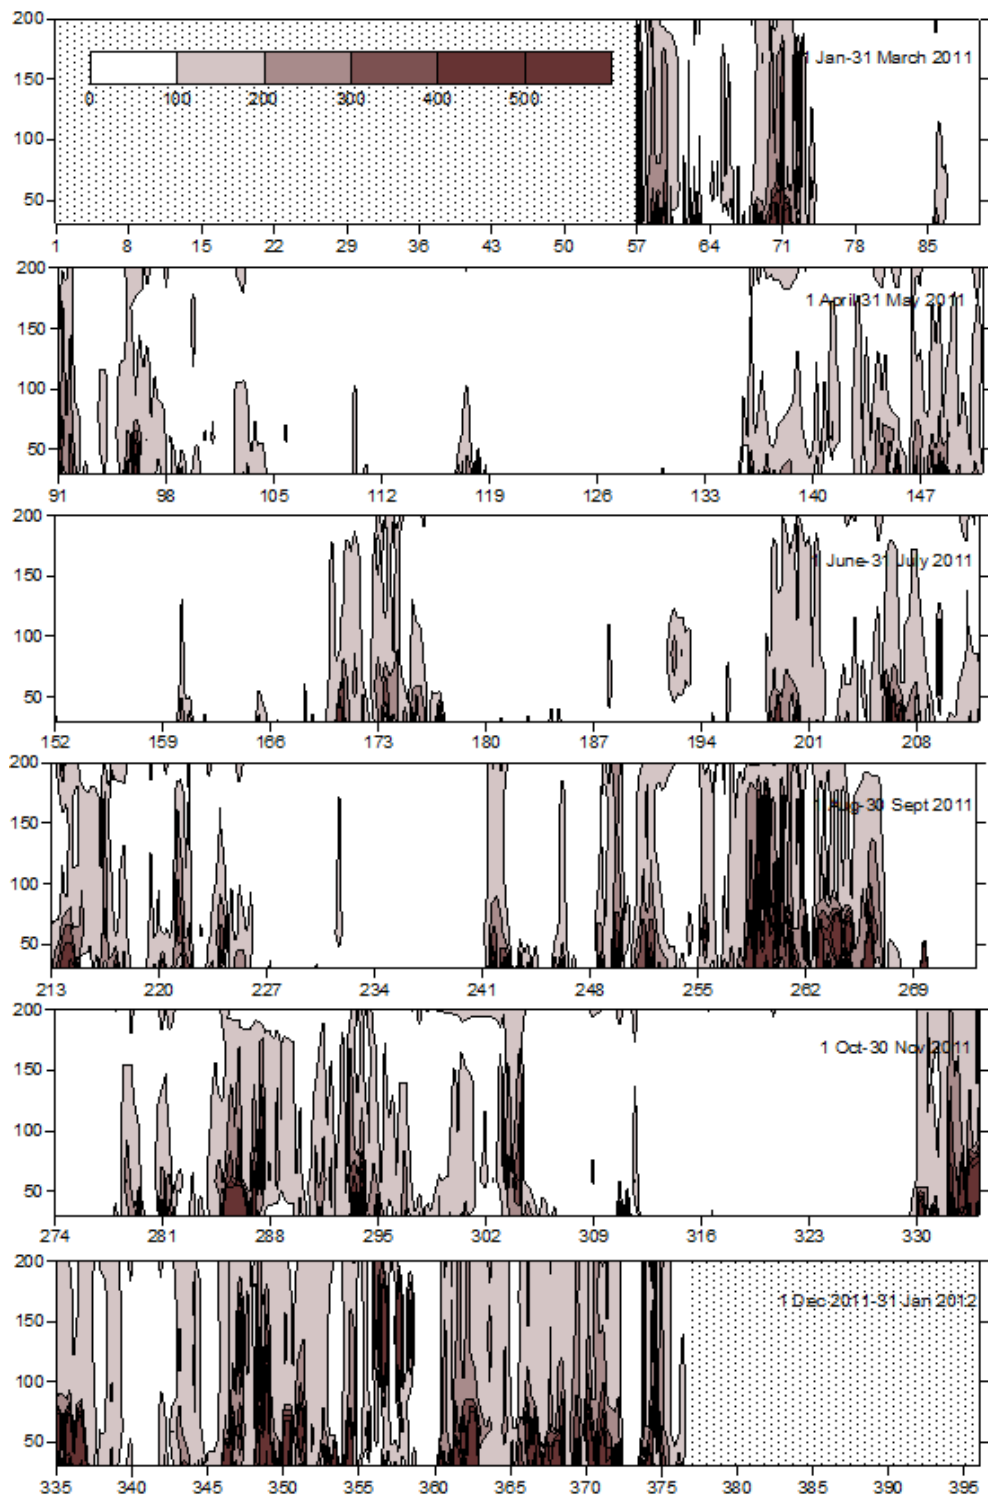 200
1 Jan-31 March 2011
150
0 100 200 300 400 500
100
50
1 8 15 22 29 36 43 50 57 64 71 78 85
200
1 April-31 May 2011
150
100
50
91 98 105 112 119 126 133 140 147
200
1 June-31 July 2011
150
100
50
152 159 166 173 180 187 194 201 208
200
1 Aug-30 Sept 2011
150
100
50
213 220 227 234 241 248 255 262 269
200
1 Oct-30 Nov 2011
150
100
50
274 281 288 295 302 309 316 323 330
200
1 Dec 2011-31 Jan 2012
150
100
50
335 340 345 350 355 360 365 370 375 380 385 390 395